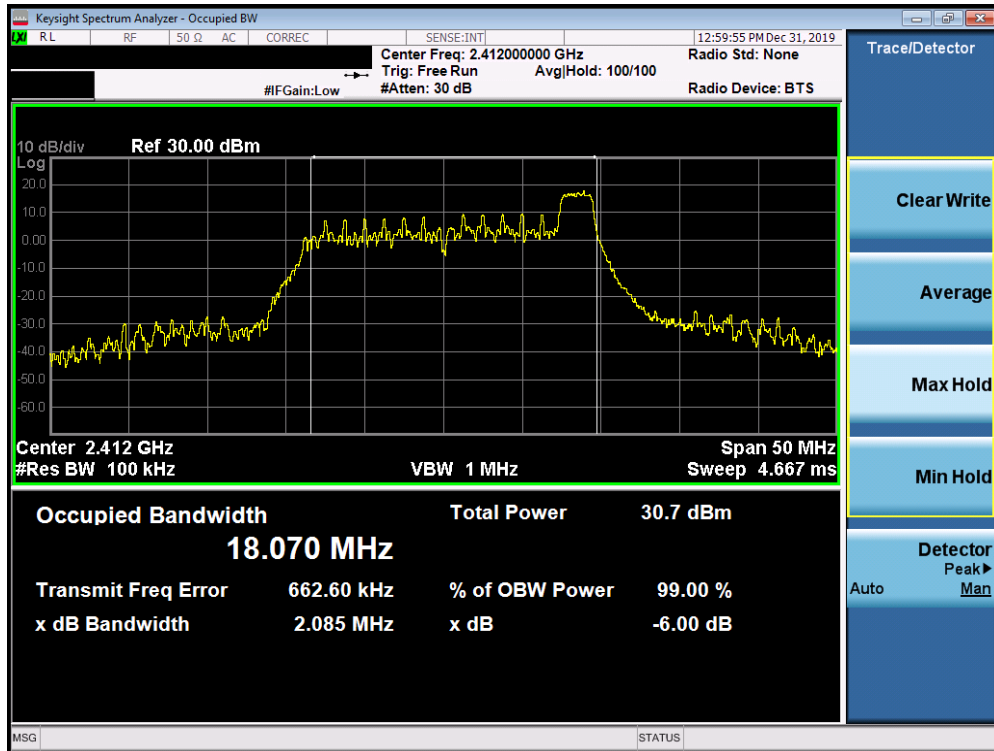 Keysight Spectrum Analyzer - Occupied BW
LXI RL RF 50 Ω AC CORREC SENSE:INT 12:59:55 PM Dec 31, 2019
Center Freq: 2.412000000 GHz Radio Std: None
Trig: Free Run Avg|Hold: 100/100
#IFGain:Low #Atten: 30 dB Radio Device: BTS
Trace/Detector
10 dB/div Ref 30.00 dBm
Log
20.0
10.0
0.00
-10.0
-20.0
-30.0
-40.0
-50.0
-60.0
Center 2.412 GHz Span 50 MHz
#Res BW 100 kHz VBW 1 MHz Sweep 4.667 ms
Occupied Bandwidth Total Power 30.7 dBm
18.070 MHz
Transmit Freq Error 662.60 kHz % of OBW Power 99.00 %
x dB Bandwidth 2.085 MHz x dB -6.00 dB
Clear Write
Average
Max Hold
Min Hold
Detector
Peak▶
Auto Man
MSG STATUS